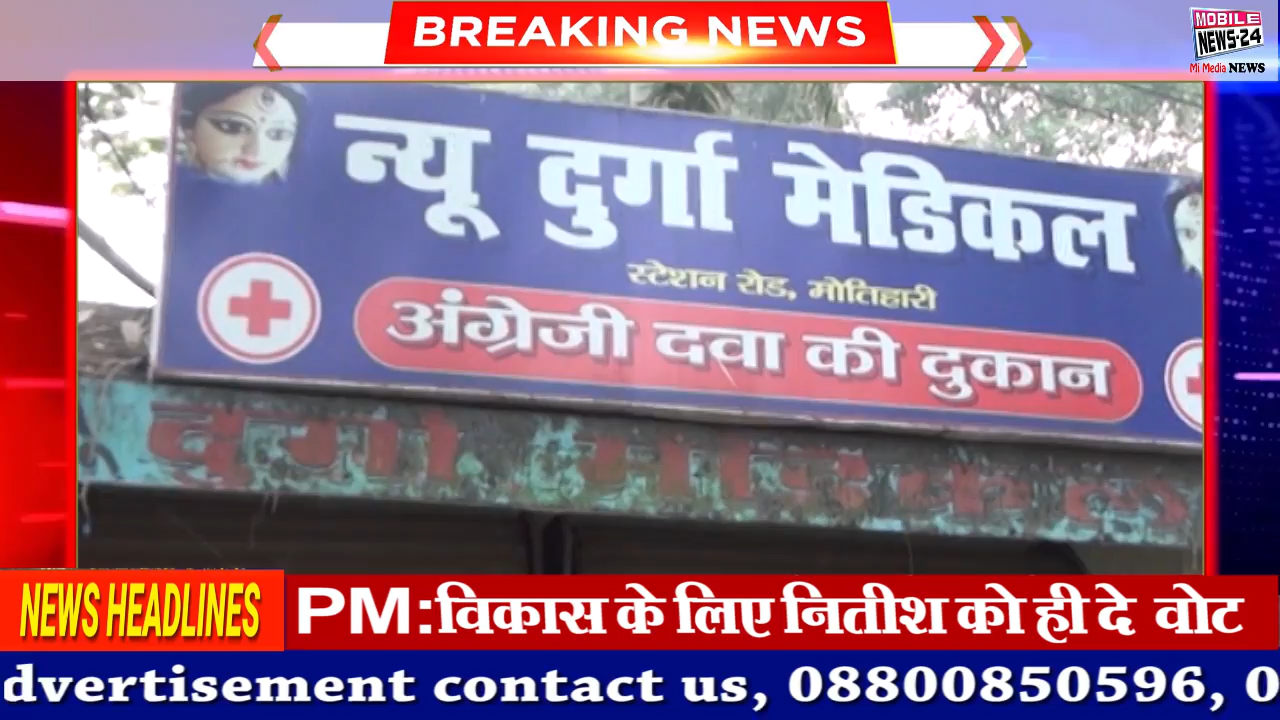 BREAKING NEWS
MOBILE
NEWS-24
Mi Media NEWS
न्यू दुर्गा मेडिकल
स्टेशन रोड, मोतिहारी
अंग्रेजी दवा की दुकान
NEWS HEADLINES
PM:विकास के लिए नितीश को ही दे वोट
dvertisement contact us, 08800850596, 0